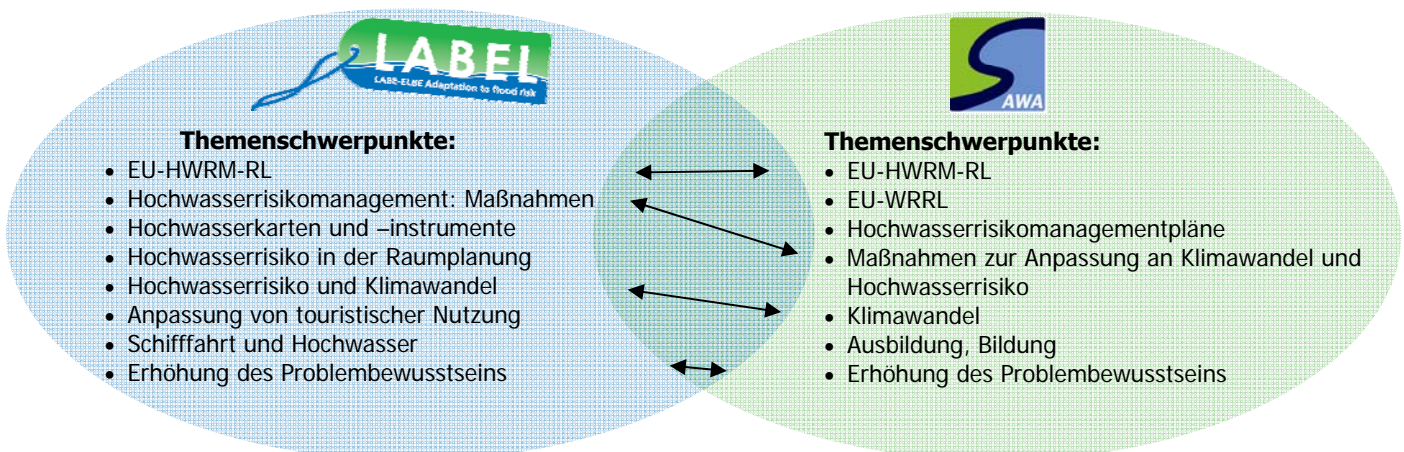 LABEL
LABE-ELBE Adaptation to flood risk
Themenschwerpunkte:
• EU-HWRM-RL
• Hochwasserrisikomanagement: Maßnahmen
• Hochwasserkarten und –instrumente
• Hochwasserrisiko in der Raumplanung
• Hochwasserrisiko und Klimawandel
• Anpassung von touristischer Nutzung
• Schifffahrt und Hochwasser
• Erhöhung des Problembewusstseins
SAWA
Themenschwerpunkte:
• EU-HWRM-RL
• EU-WRRL
• Hochwasserrisikomanagementpläne
• Maßnahmen zur Anpassung an Klimawandel und
Hochwasserrisiko
• Klimawandel
• Ausbildung, Bildung
• Erhöhung des Problembewusstseins